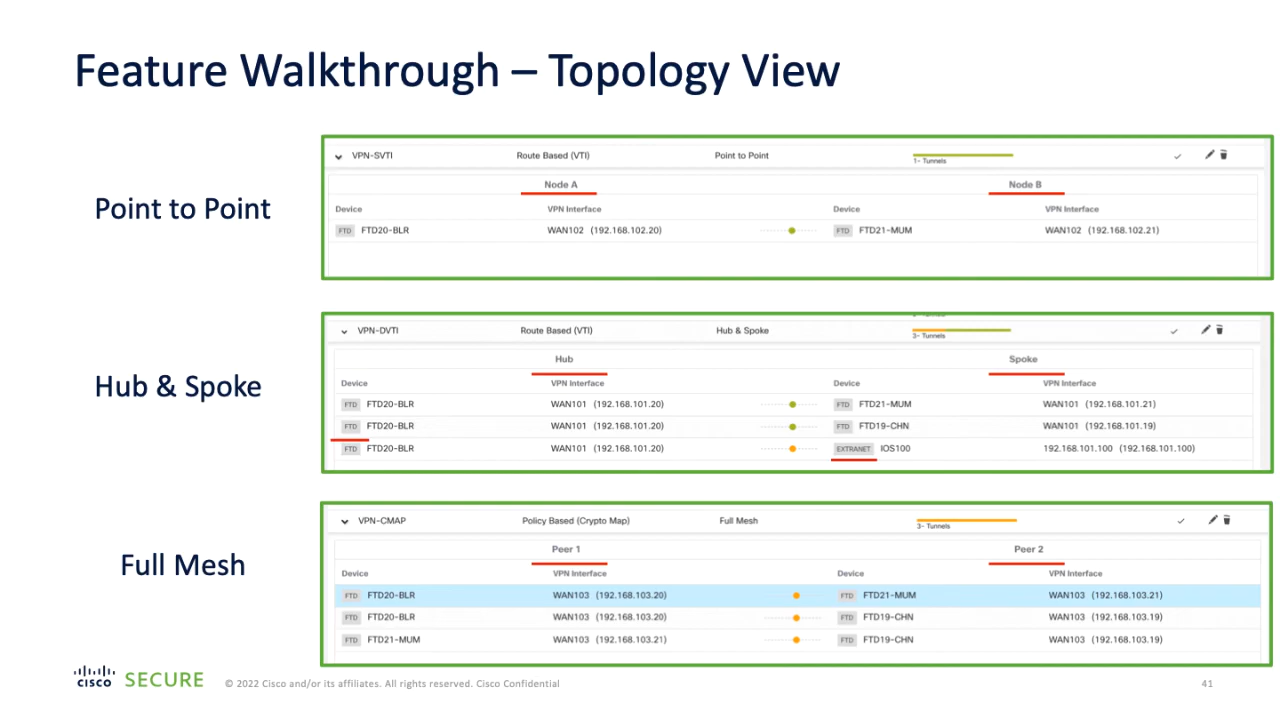 Feature Walkthrough – Topology View
Point to Point
VPN-SVTI Route Based (VTI) Point to Point 1- Tunnels
Node A Node B
Device VPN Interface Device VPN Interface
FTD FTD20-BLR WAN102 (192.168.102.20) FTD FTD21-MUM WAN102 (192.168.102.21)
Hub & Spoke
VPN-DVTI Route Based (VTI) Hub & Spoke 3- Tunnels
Hub Spoke
Device VPN Interface Device VPN Interface
FTD FTD20-BLR WAN101 (192.168.101.20) FTD FTD21-MUM WAN101 (192.168.101.21)
FTD FTD20-BLR WAN101 (192.168.101.20) FTD FTD19-CHN WAN101 (192.168.101.19)
FTD FTD20-BLR WAN101 (192.168.101.20) EXTRANET IOS100 192.168.101.100 (192.168.101.100)
Full Mesh
VPN-CMAP Policy Based (Crypto Map) Full Mesh 3- Tunnels
Peer 1 Peer 2
Device VPN Interface Device VPN Interface
FTD FTD20-BLR WAN103 (192.168.103.20) FTD FTD21-MUM WAN103 (192.168.103.21)
FTD FTD20-BLR WAN103 (192.168.103.20) FTD FTD19-CHN WAN103 (192.168.103.19)
FTD FTD21-MUM WAN103 (192.168.103.21) FTD FTD19-CHN WAN103 (192.168.103.19)
CISCO SECURE © 2022 Cisco and/or its affiliates. All rights reserved. Cisco Confidential 41